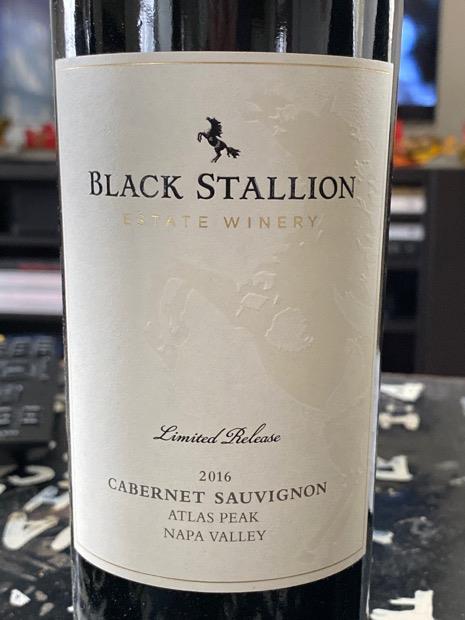 BLACK STALLION
ESTATE WINERY
Limited Release
2016
CABERNET SAUVIGNON
ATLAS PEAK
NAPA VALLEY